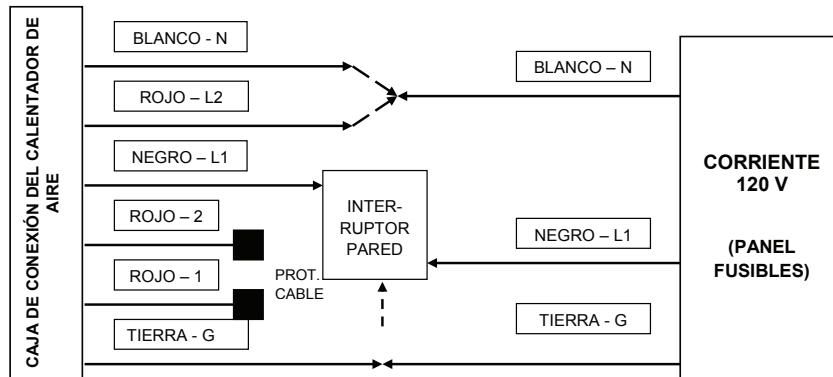 CAJA DE CONEXIÓN DEL CALENTADOR DE
AIRE
BLANCO - N
ROJO – L2
NEGRO – L1
ROJO – 2
ROJO – 1
TIERRA - G
PROT.
CABLE
INTER-
RUPTOR
PARED
BLANCO – N
NEGRO – L1
TIERRA - G
CORRIENTE
120 V
(PANEL
FUSIBLES)